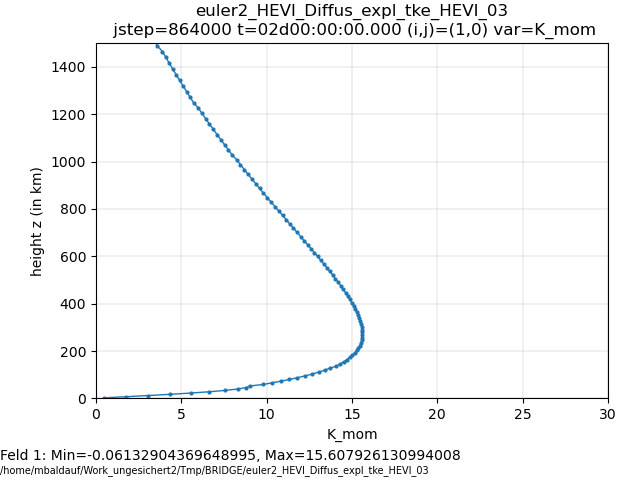 euler2_HEVI_Diffus_expl_tke_HEVI_03
jstep=864000 t=02d00:00:00.000 (i,j)=(1,0) var=K_mom
1400
1200
1000
800
600
400
200
0
height z (in km)
0 5 10 15 20 25 30
K_mom
Feld 1: Min=-0.06132904369648995, Max=15.607926130994008
/home/mbaldauf/Work_ungesichert2/Tmp/BRIDGE/euler2_HEVI_Diffus_expl_tke_HEVI_03